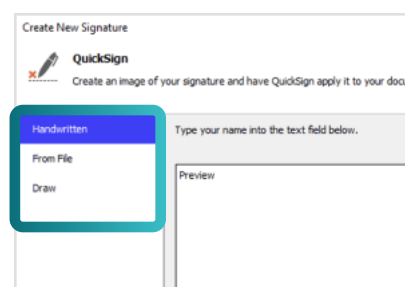 Create New Signature
QuickSign
Create an image of your signature and have QuickSign apply it to your
Handwritten
Type your name into the text field below.
From File
Preview
Draw